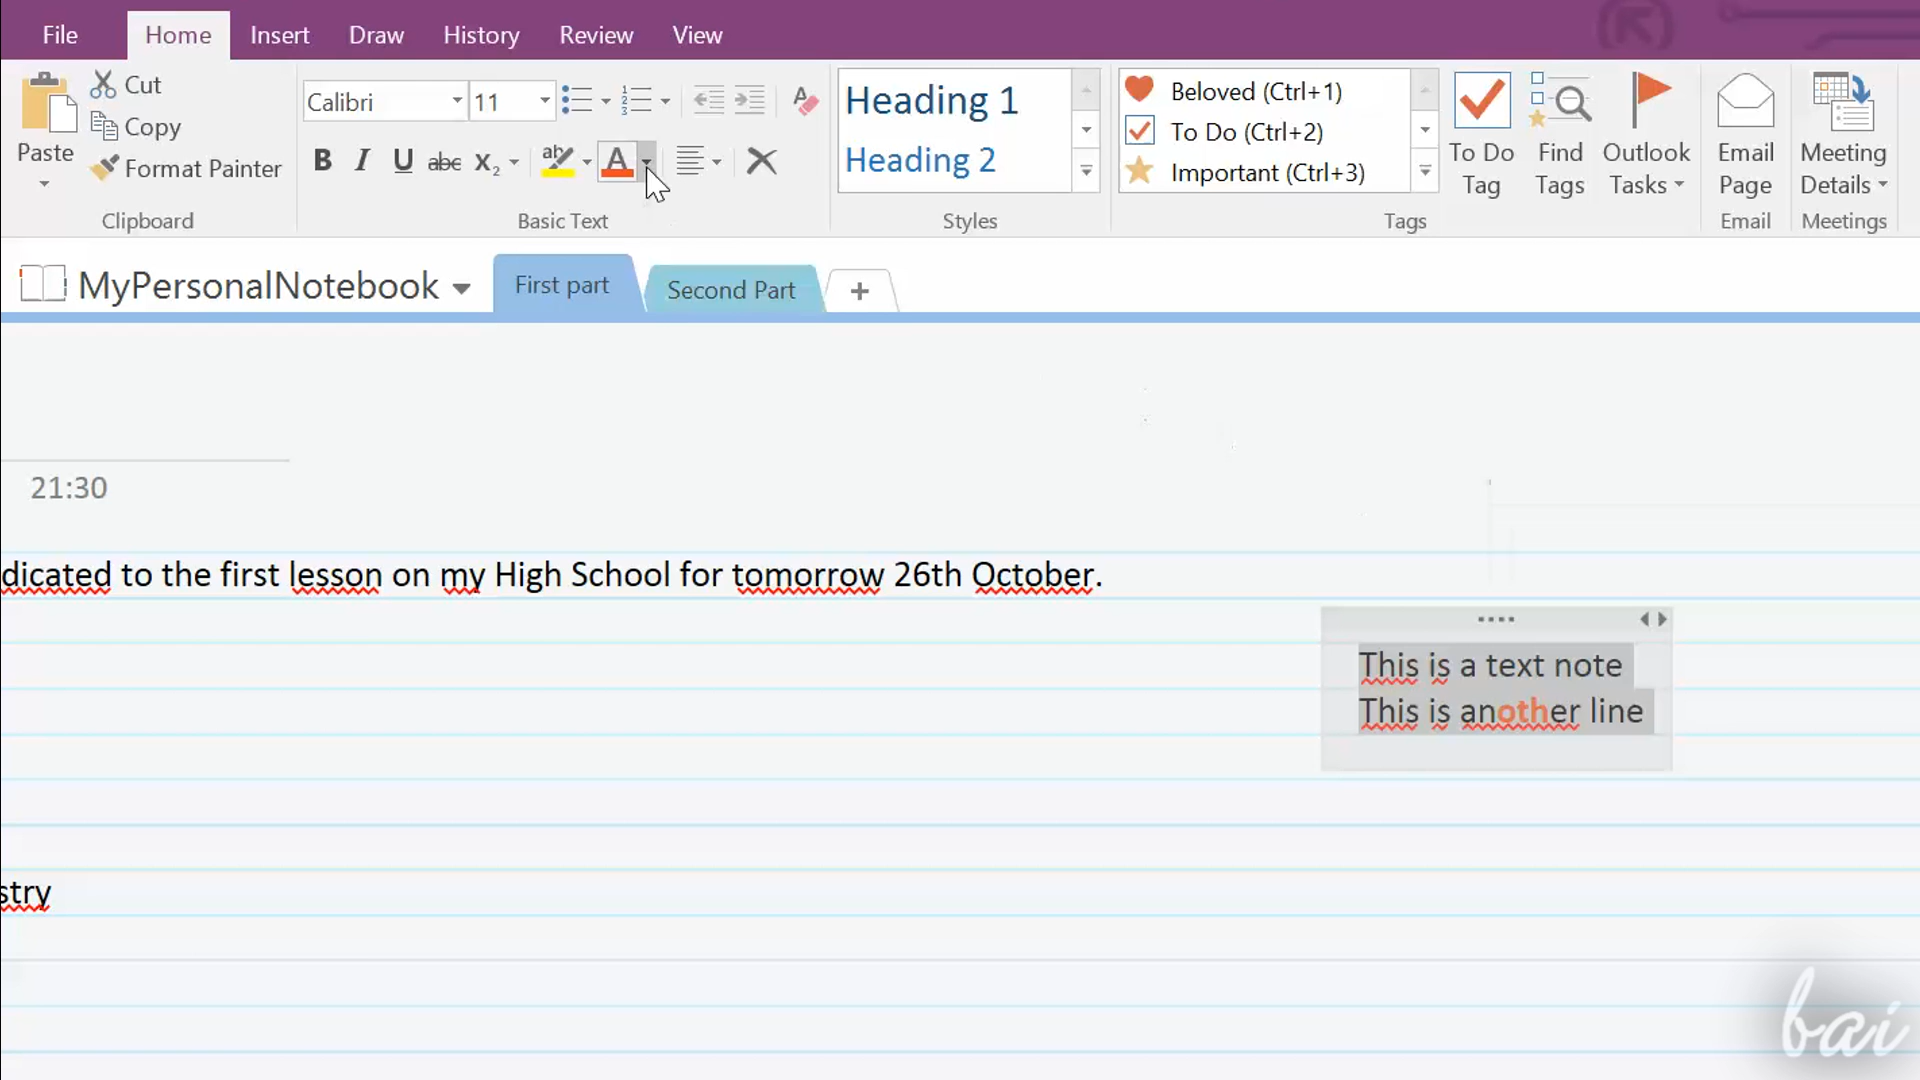 File Home Insert Draw History Review View
Cut
Copy
Format Painter
Paste
Clipboard
Calibri 11
B I U abc X₂ ab A
Basic Text
Heading 1
Heading 2
Styles
Beloved (Ctrl+1)
To Do (Ctrl+2)
Important (Ctrl+3)
To Do Tag
Find Tags
Outlook Tasks
Tags
Email Page
Email
Meeting Details
Meetings
MyPersonalNotebook First part Second Part +
21:30
dicated to the first lesson on my High School for tomorrow 26th October.
This is a text note
This is another line
stry
bai